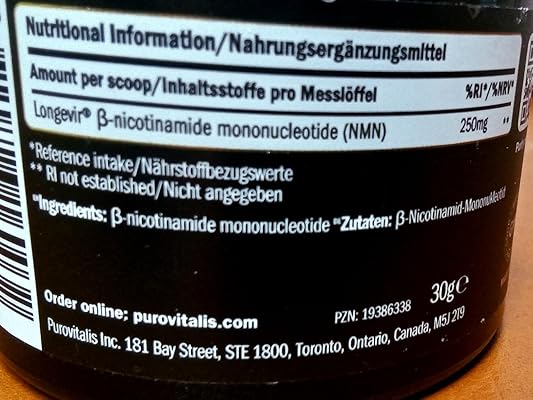 Nutritional Information/Nahrungsergänzungsmittel
Amount per scoop/Inhaltsstoffe pro Messlöffel %RI*/%NRV*
Longevir® β-nicotinamide mononucleotide (NMN) 250mg **
*Reference intake/Nährstoffbezugswerte
** RI not established/Nicht angegeben
Ingredients: β-nicotinamide mononucleotide Zutaten: β-Nicotinamid-Mononukleotid
30g℮
Order online; purovitalis.com PZN: 19386338
Purovitalis Inc. 181 Bay Street, STE 1800, Toronto, Ontario, Canada, M5J 2T9